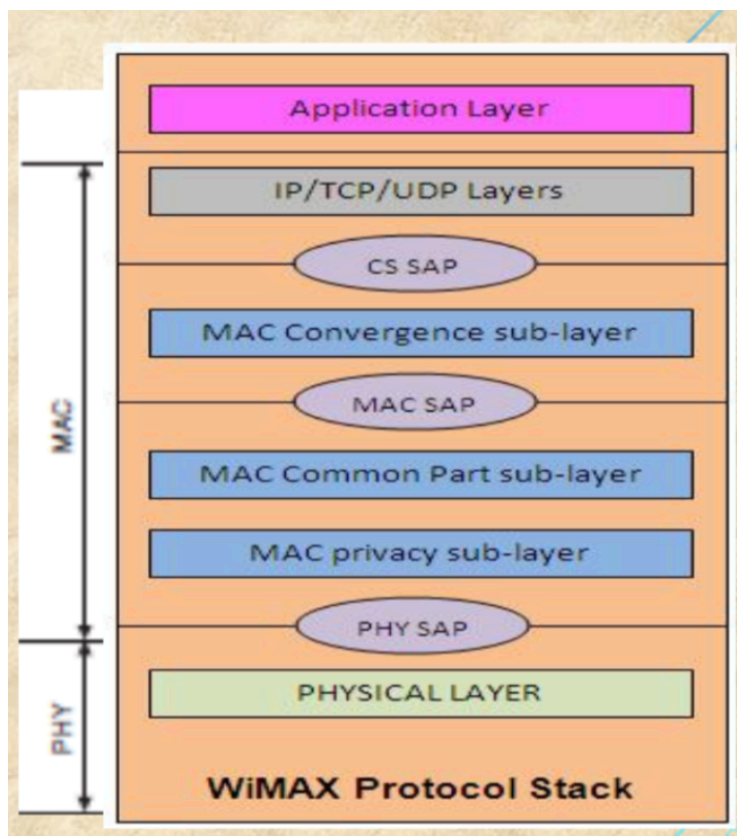 Application Layer
IP/TCP/UDP Layers
CS SAP
MAC Convergence sub-layer
MAC
MAC SAP
MAC Common Part sub-layer
MAC privacy sub-layer
PHY SAP
PHYSICAL LAYER
PHY
WiMAX Protocol Stack